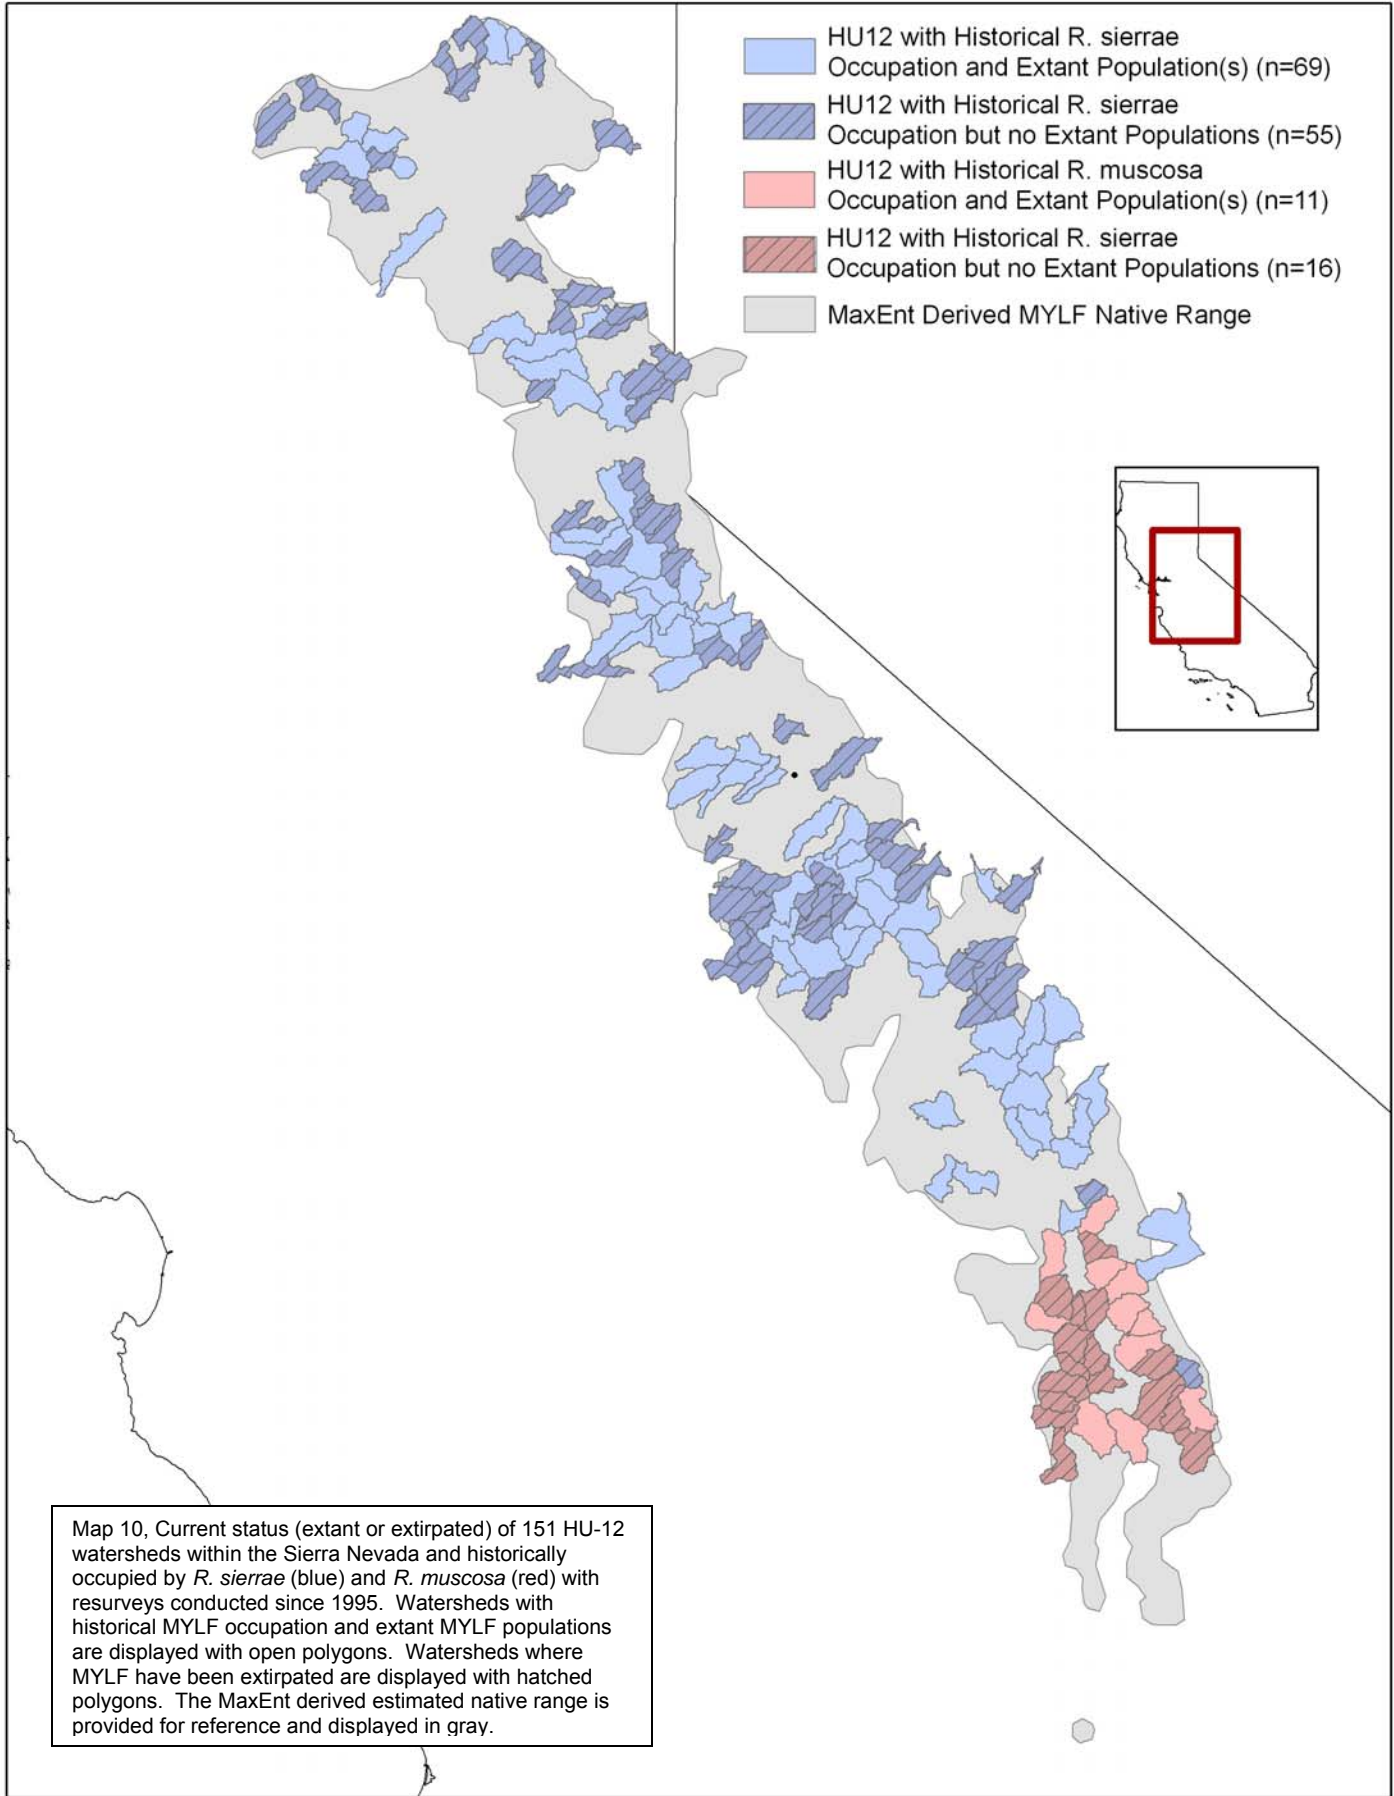 HU12 with Historical R. sierrae
Occupation and Extant Population(s) (n=69)
HU12 with Historical R. sierrae
Occupation but no Extant Populations (n=55)
HU12 with Historical R. muscosa
Occupation and Extant Population(s) (n=11)
HU12 with Historical R. sierrae
Occupation but no Extant Populations (n=16)
MaxEnt Derived MYLF Native Range
Map 10, Current status (extant or extirpated) of 151 HU-12
watersheds within the Sierra Nevada and historically
occupied by R. sierrae (blue) and R. muscosa (red) with
resurveys conducted since 1995.  Watersheds with
historical MYLF occupation and extant MYLF populations
are displayed with open polygons.  Watersheds where
MYLF have been extirpated are displayed with hatched
polygons.  The MaxEnt derived estimated native range is
provided for reference and displayed in gray.